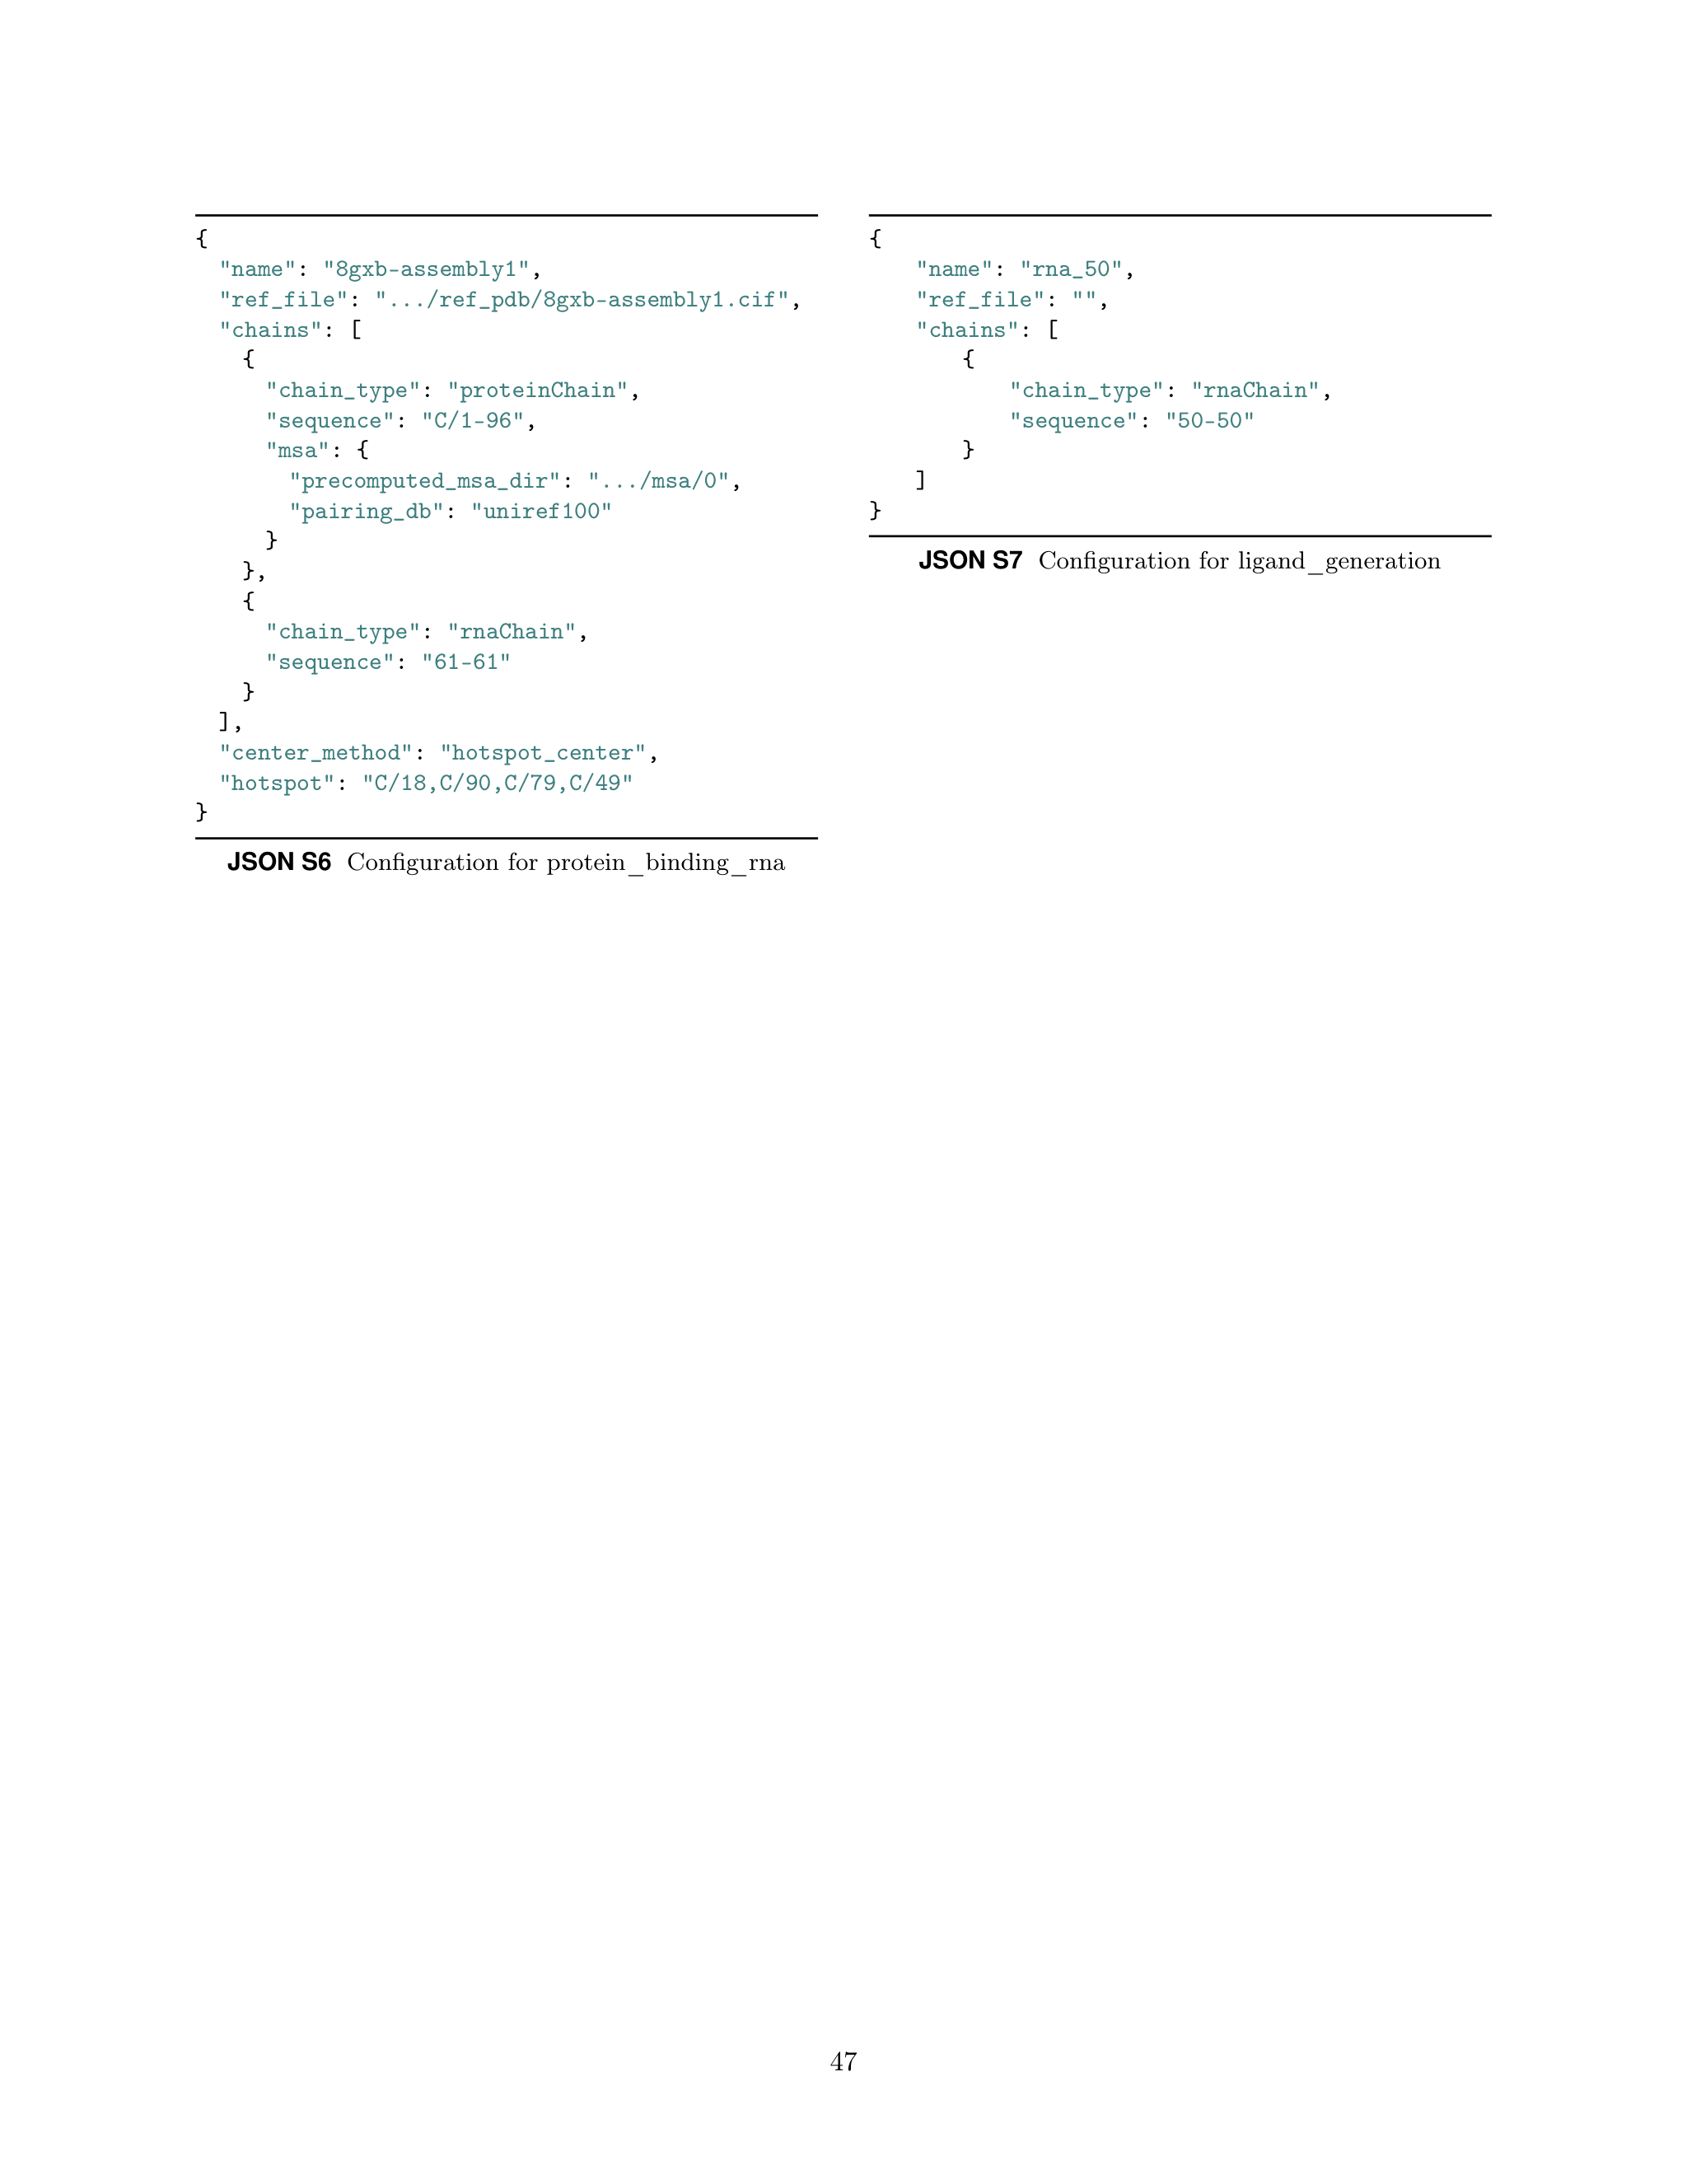 {
  "name": "8gxb-assembly1",
  "ref_file": ".../ref_pdb/8gxb-assembly1.cif",
  "chains": [
    {
      "chain_type": "proteinChain",
      "sequence": "C/1-96",
      "msa": {
        "precomputed_msa_dir": ".../msa/0",
        "pairing_db": "uniref100"
      }
    },
    {
      "chain_type": "rnaChain",
      "sequence": "61-61"
    }
  ],
  "center_method": "hotspot_center",
  "hotspot": "C/18,C/90,C/79,C/49"
}
JSON S6 Configuration for protein_binding_rna
{
    "name": "rna_50",
    "ref_file": "",
    "chains": [
        {
            "chain_type": "rnaChain",
            "sequence": "50-50"
        }
    ]
}
JSON S7 Configuration for ligand_generation
47